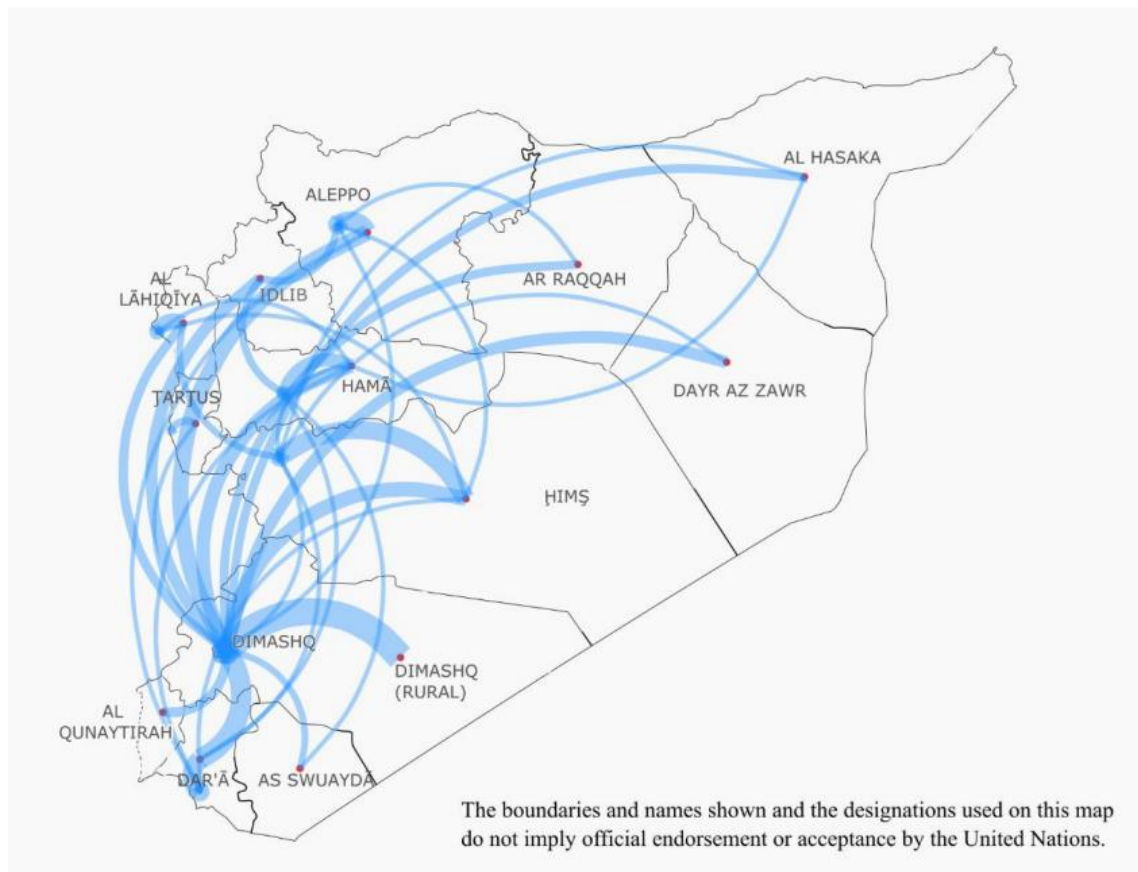 AL HASAKA
ALEPPO
AR RAQQAH
AL
LĀHIQĪYA
IDLIB
HAMĀ
DAYR AZ ZAWR
ŢARŢUS
ḨIMŞ
DIMASHQ
DIMASHQ
(RURAL)
AL
QUNAYTIRAH
DAR'Ā
AS SWUAYDĀ
The boundaries and names shown and the designations used on this map
do not imply official endorsement or acceptance by the United Nations.